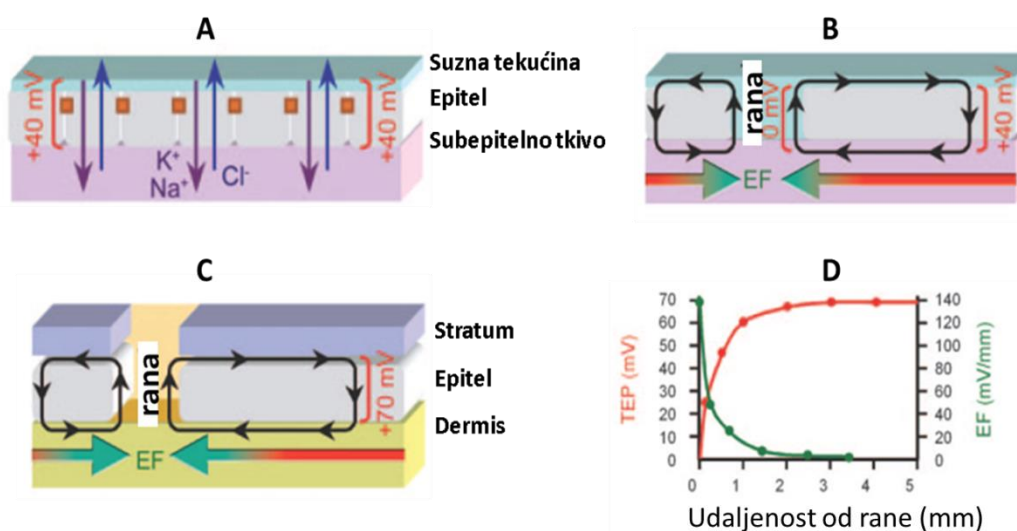 A
Suzna tekućina
Epitel
Subepitelno tkivo
+40 mV
+40 mV
K+
Na+
Cl-
B
rana
0 mV
+40 mV
EF
C
Stratum
Epitel
Dermis
rana
+70 mV
EF
D
70
60
50
40
30
20
10
0
TEP (mV)
140
120
100
80
60
40
20
0
EF (mV/mm)
0 1 2 3 4 5
Udaljenost od rane (mm)